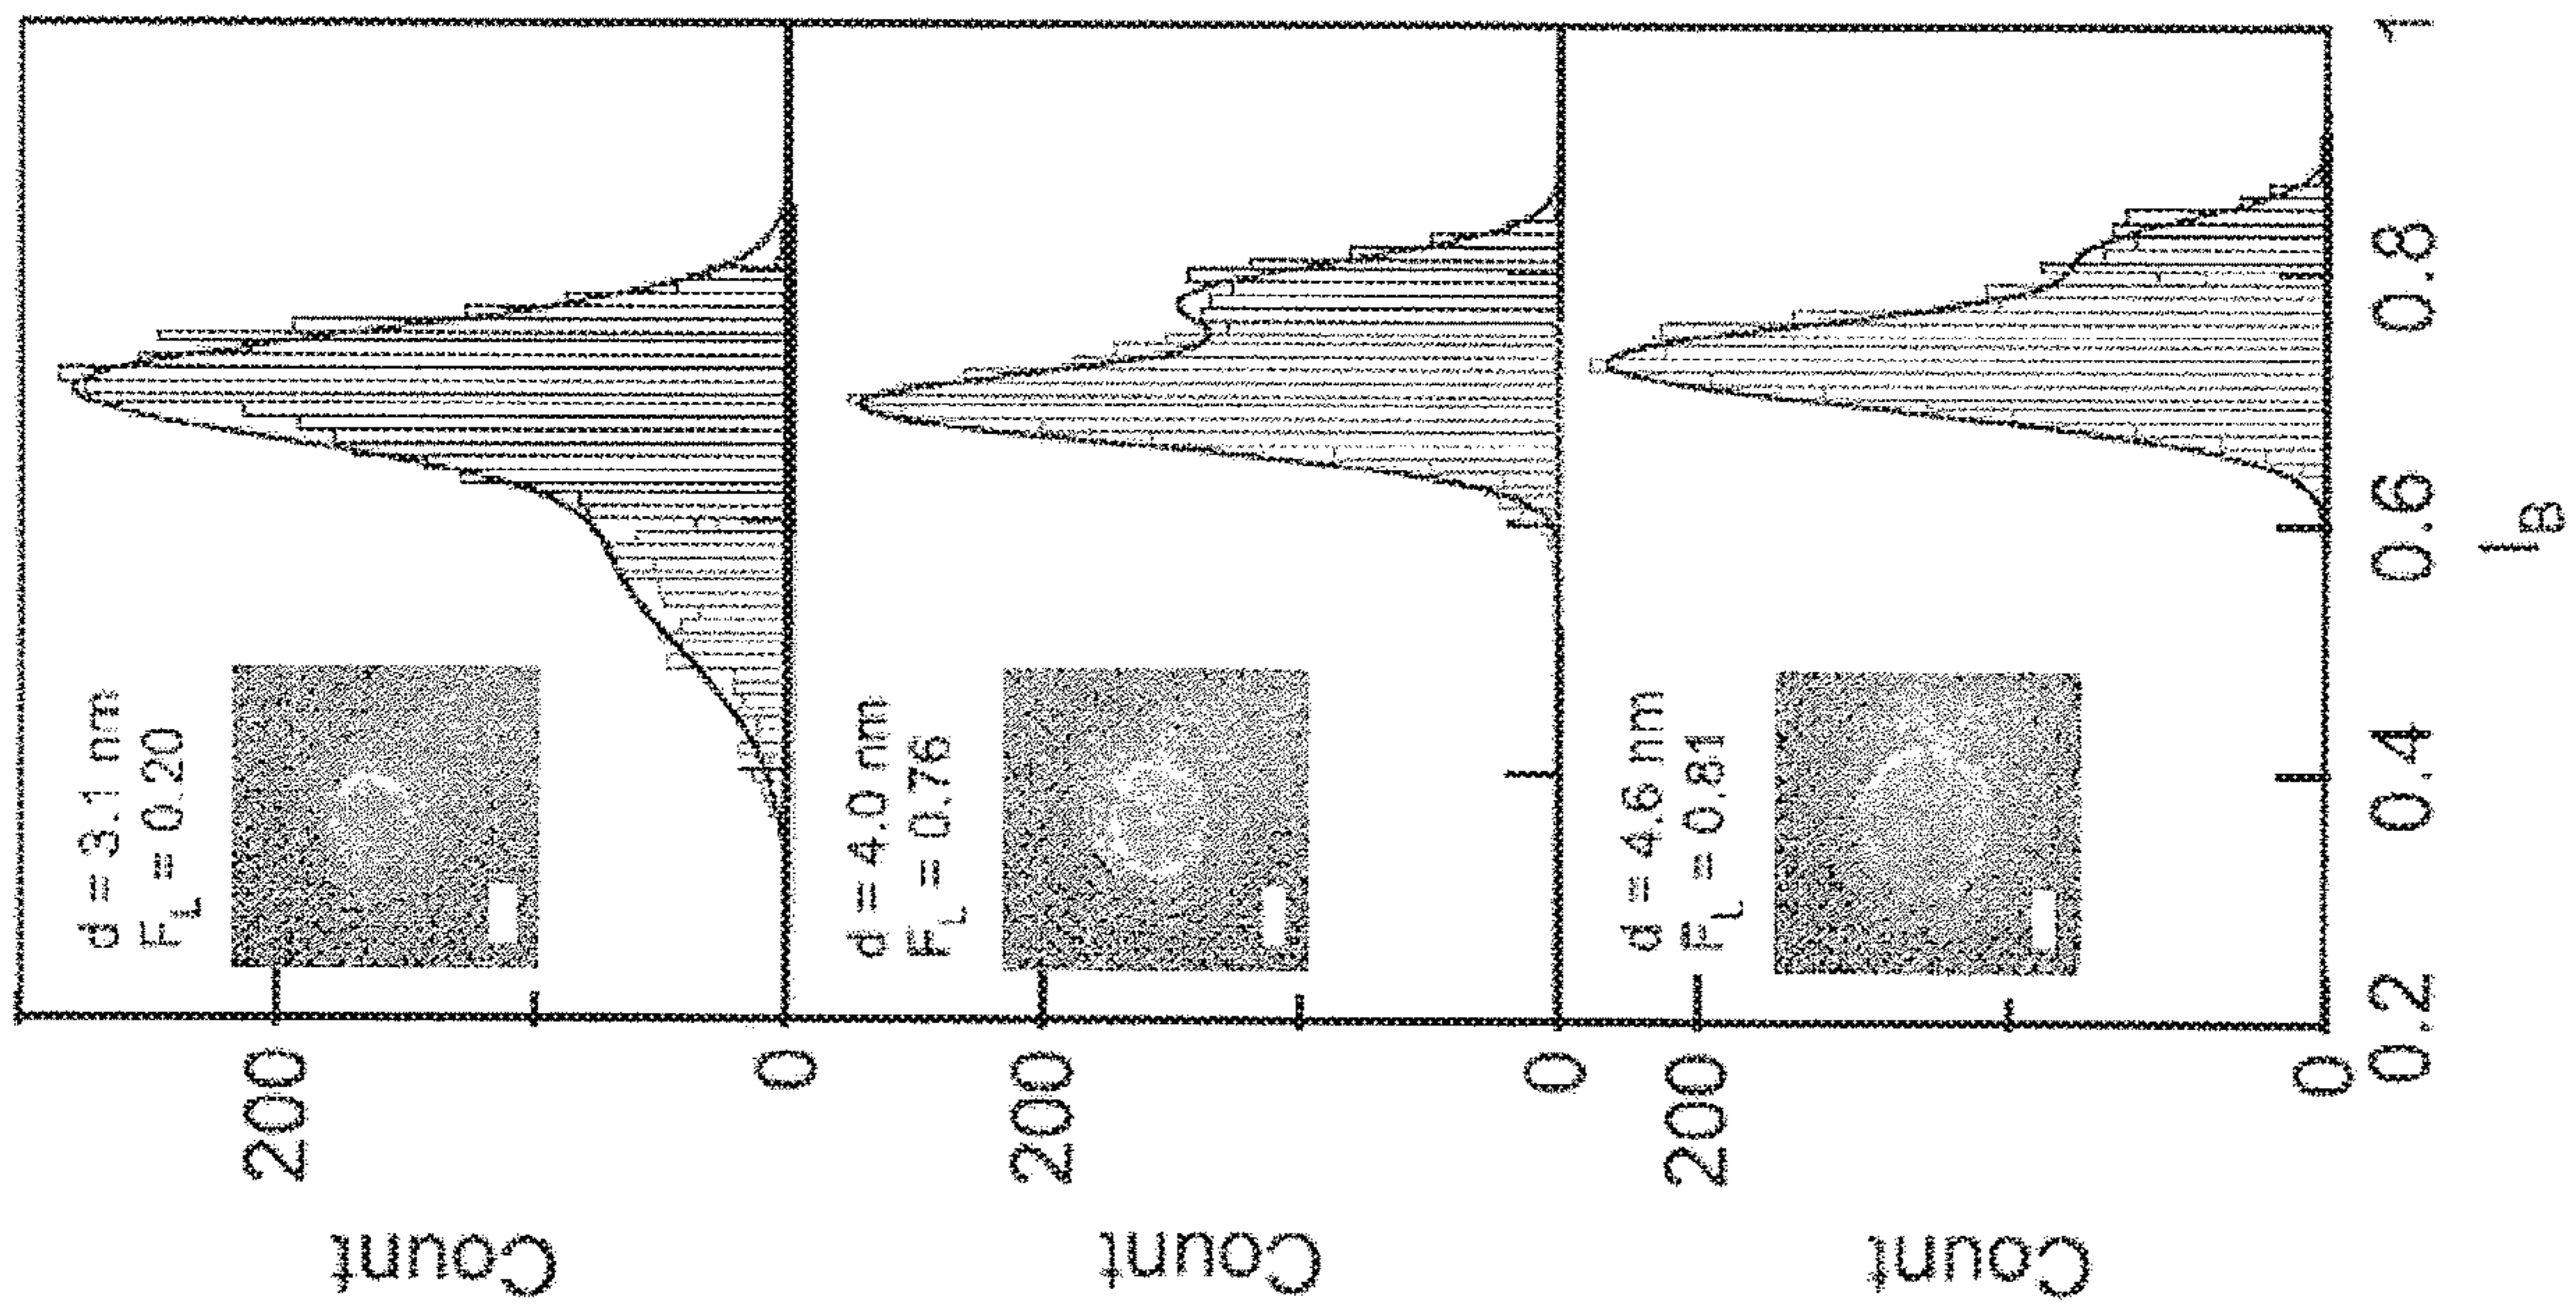 d = 3.1 nm
F_L = 0.20
200
0
Count
d = 4.0 nm
F_L = 0.76
200
0
Count
d = 4.6 nm
F_L = 0.81
200
0
Count
0.2 0.4 0.6 0.8 1
I_B